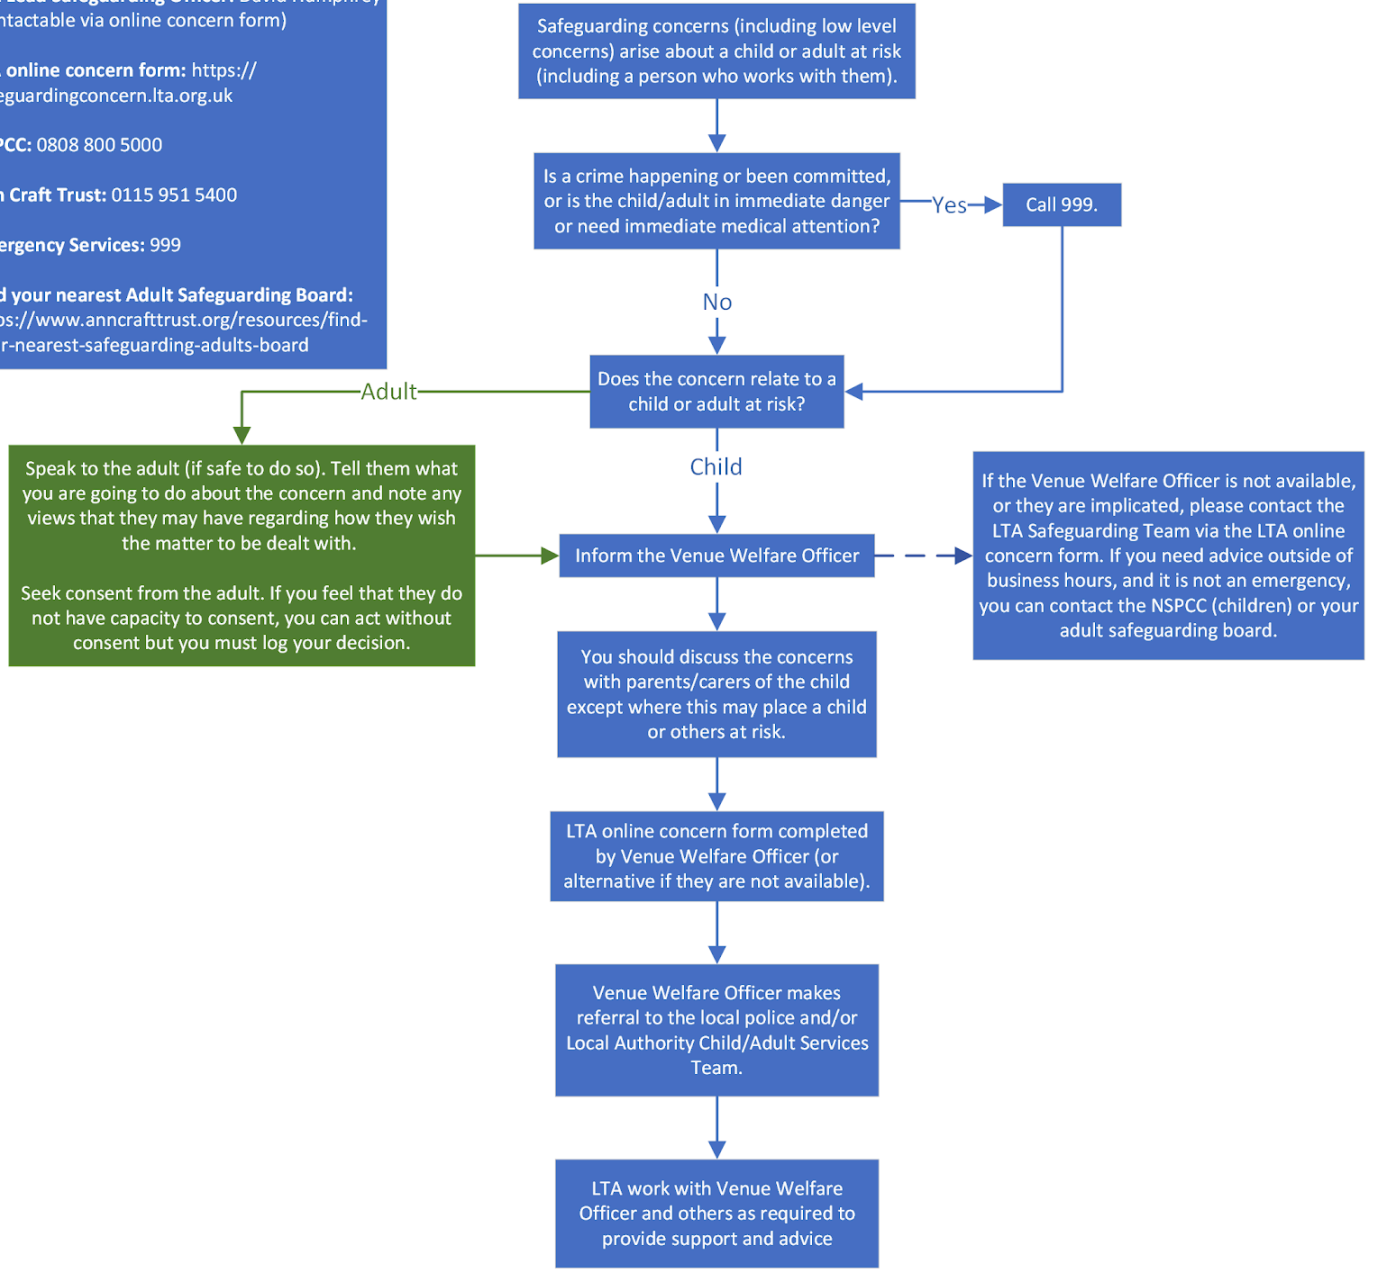 Safeguarding Officer: David Humphrey
ntactable via online concern form)
online concern form: https://
eguardingconcern.lta.org.uk
PCC: 0808 800 5000
n Craft Trust: 0115 951 5400
ergency Services: 999
d your nearest Adult Safeguarding Board:
os://www.anncrafttrust.org/resources/find-
r-nearest-safeguarding-adults-board
Safeguarding concerns (including low level
concerns) arise about a child or adult at risk
(including a person who works with them).
Is a crime happening or been committed,
or is the child/adult in immediate danger
or need immediate medical attention?
Yes
Call 999.
No
Does the concern relate to a
child or adult at risk?
Adult
Child
Speak to the adult (if safe to do so). Tell them what
you are going to do about the concern and note any
views that they may have regarding how they wish
the matter to be dealt with.
Seek consent from the adult. If you feel that they do
not have capacity to consent, you can act without
consent but you must log your decision.
Inform the Venue Welfare Officer
If the Venue Welfare Officer is not available,
or they are implicated, please contact the
LTA Safeguarding Team via the LTA online
concern form. If you need advice outside of
business hours, and it is not an emergency,
you can contact the NSPCC (children) or your
adult safeguarding board.
You should discuss the concerns
with parents/carers of the child
except where this may place a child
or others at risk.
LTA online concern form completed
by Venue Welfare Officer (or
alternative if they are not available).
Venue Welfare Officer makes
referral to the local police and/or
Local Authority Child/Adult Services
Team.
LTA work with Venue Welfare
Officer and others as required to
provide support and advice